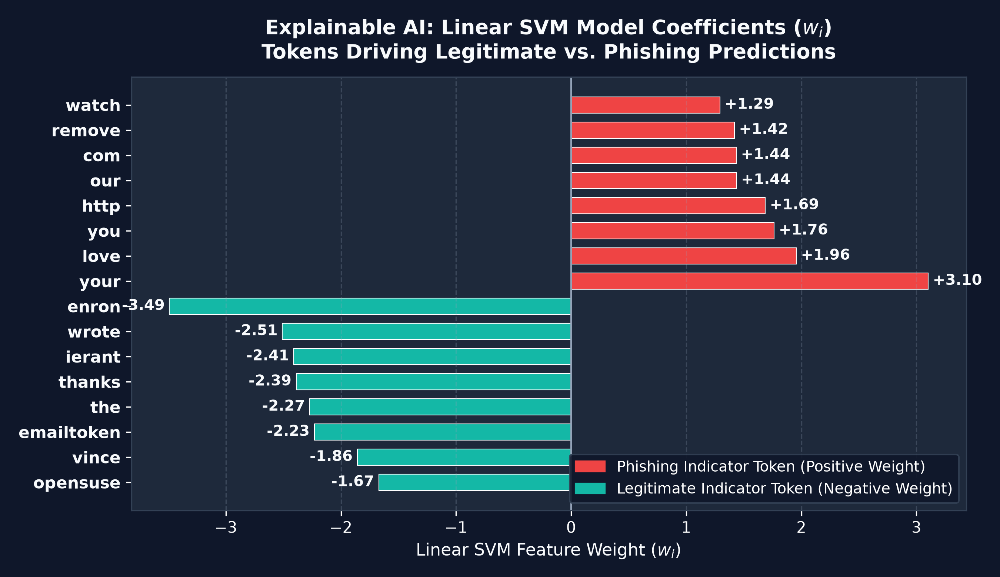 Explainable AI: Linear SVM Model Coefficients (wᵢ)
Tokens Driving Legitimate vs. Phishing Predictions
watch +1.29
remove +1.42
com +1.44
our +1.44
http +1.69
you +1.76
love +1.96
your +3.10
enron -3.49
wrote -2.51
ierant -2.41
thanks -2.39
the -2.27
emailtoken -2.23
vince -1.86
opensuse -1.67
Phishing Indicator Token (Positive Weight)
Legitimate Indicator Token (Negative Weight)
−3 −2 −1 0 1 2 3
Linear SVM Feature Weight (wᵢ)